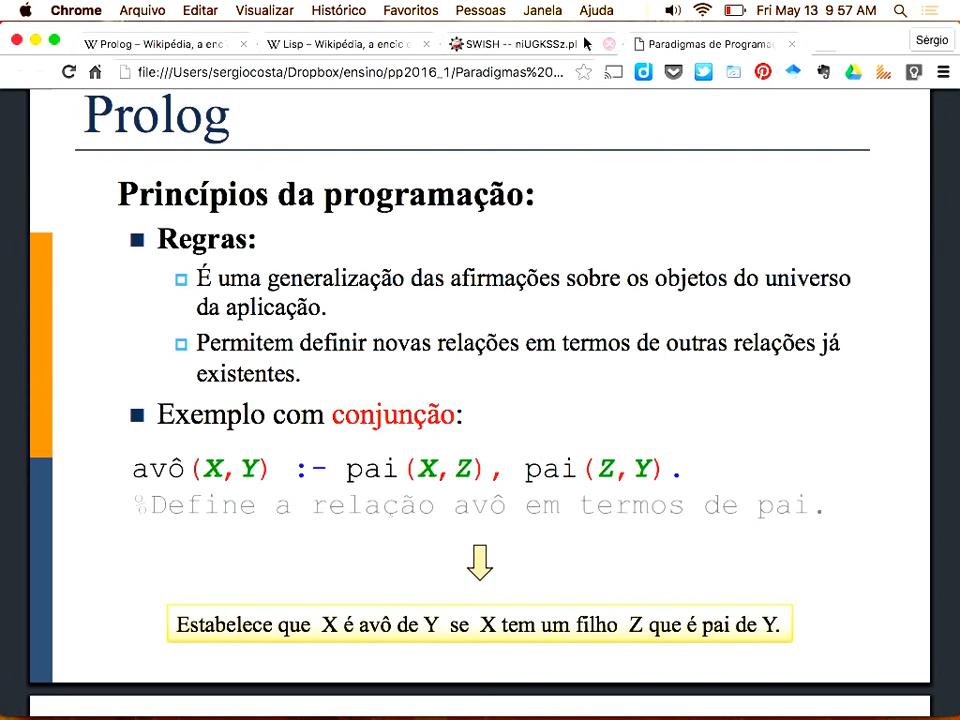 Chrome Arquivo Editar Visualizar Histórico Favoritos Pessoas Janela Ajuda Fri May 13 9:57 AM
Prolog – Wikipédia, a enc Lisp – Wikipédia, a encic SWISH -- niUGKSSz.pl Paradigmas de Programa Sérgio
file:///Users/sergiocosta/Dropbox/ensino/pp2016_1/Paradigmas%20...
Prolog
Princípios da programação:
Regras:
É uma generalização das afirmações sobre os objetos do universo
da aplicação.
Permitem definir novas relações em termos de outras relações já
existentes.
Exemplo com conjunção:
avô(X,Y) :- pai(X,Z), pai(Z,Y).
%Define a relação avô em termos de pai.
Estabelece que X é avô de Y se X tem um filho Z que é pai de Y.